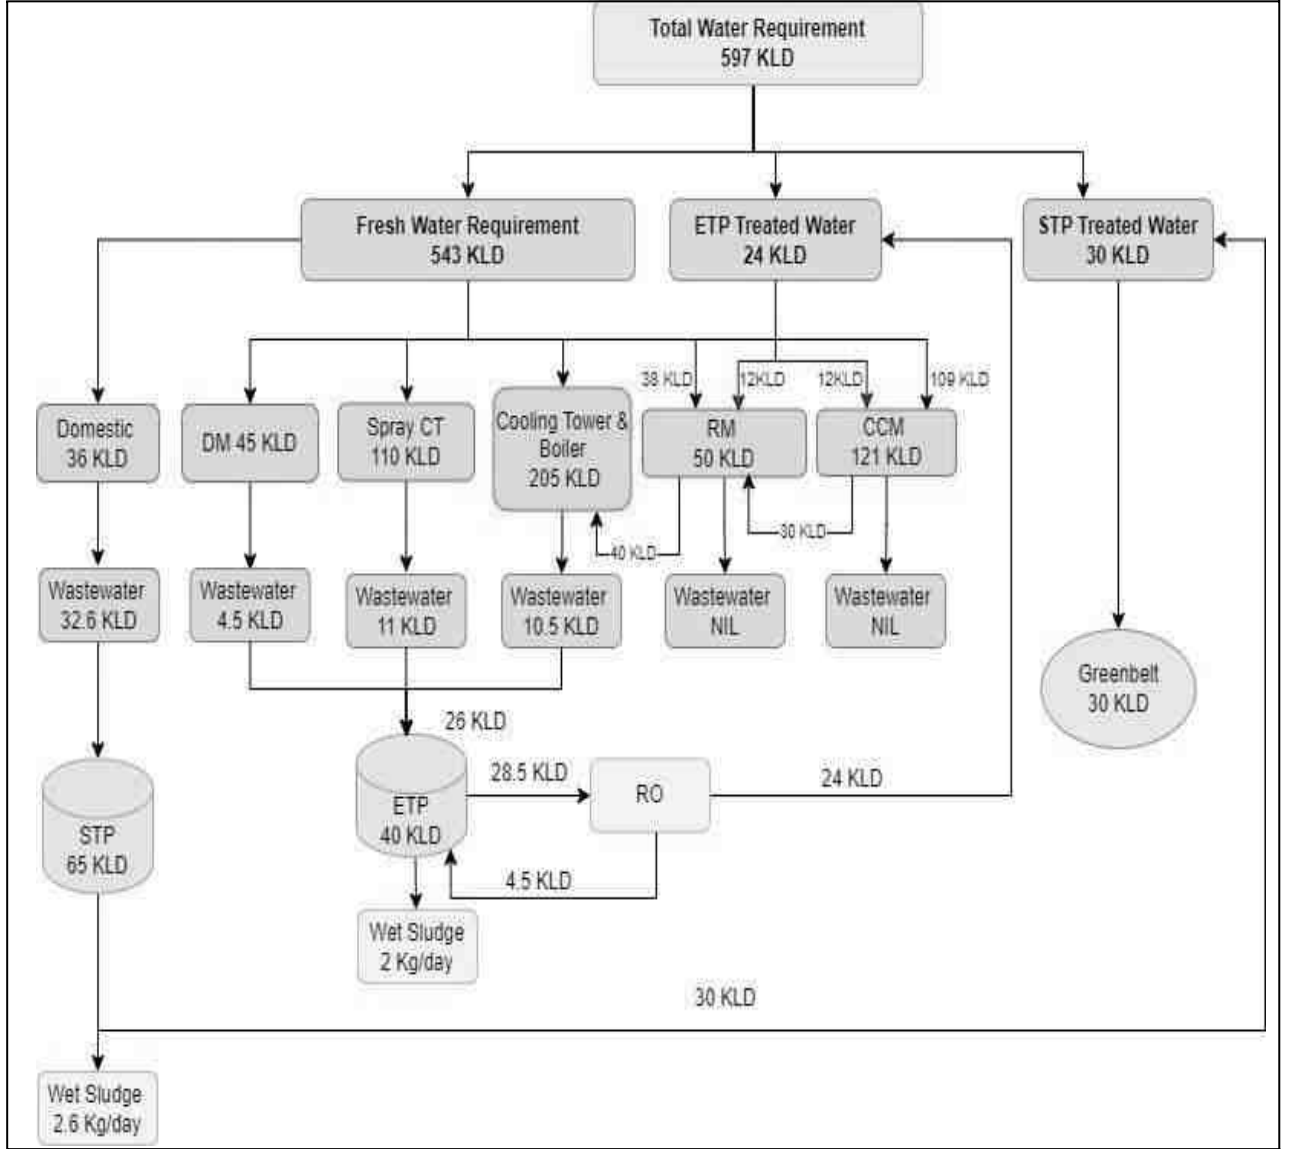 Total Water Requirement
597 KLD
Fresh Water Requirement
543 KLD
ETP Treated Water
24 KLD
STP Treated Water
30 KLD
38 KLD
12KLD
12KLD
109 KLD
Domestic
36 KLD
DM 45 KLD
Spray CT
110 KLD
Cooling Tower &
Boiler
205 KLD
RM
50 KLD
CCM
121 KLD
40 KLD
30 KLD
Wastewater
32.6 KLD
Wastewater
4.5 KLD
Wastewater
11 KLD
Wastewater
10.5 KLD
Wastewater
NIL
Wastewater
NIL
Greenbelt
30 KLD
26 KLD
STP
65 KLD
ETP
40 KLD
28.5 KLD
RO
24 KLD
4.5 KLD
Wet Sludge
2 Kg/day
30 KLD
Wet Sludge
2.6 Kg/day